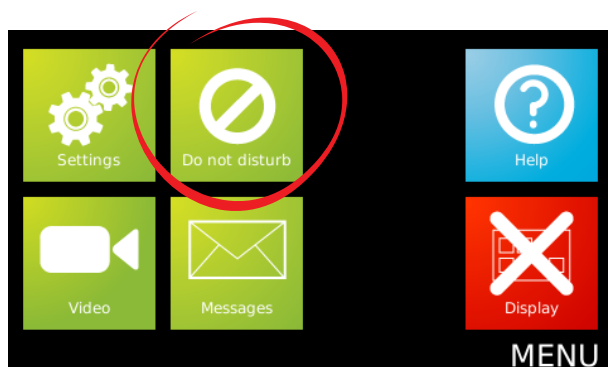 Settings
Do not disturb
Help
Video
Messages
Display
MENU